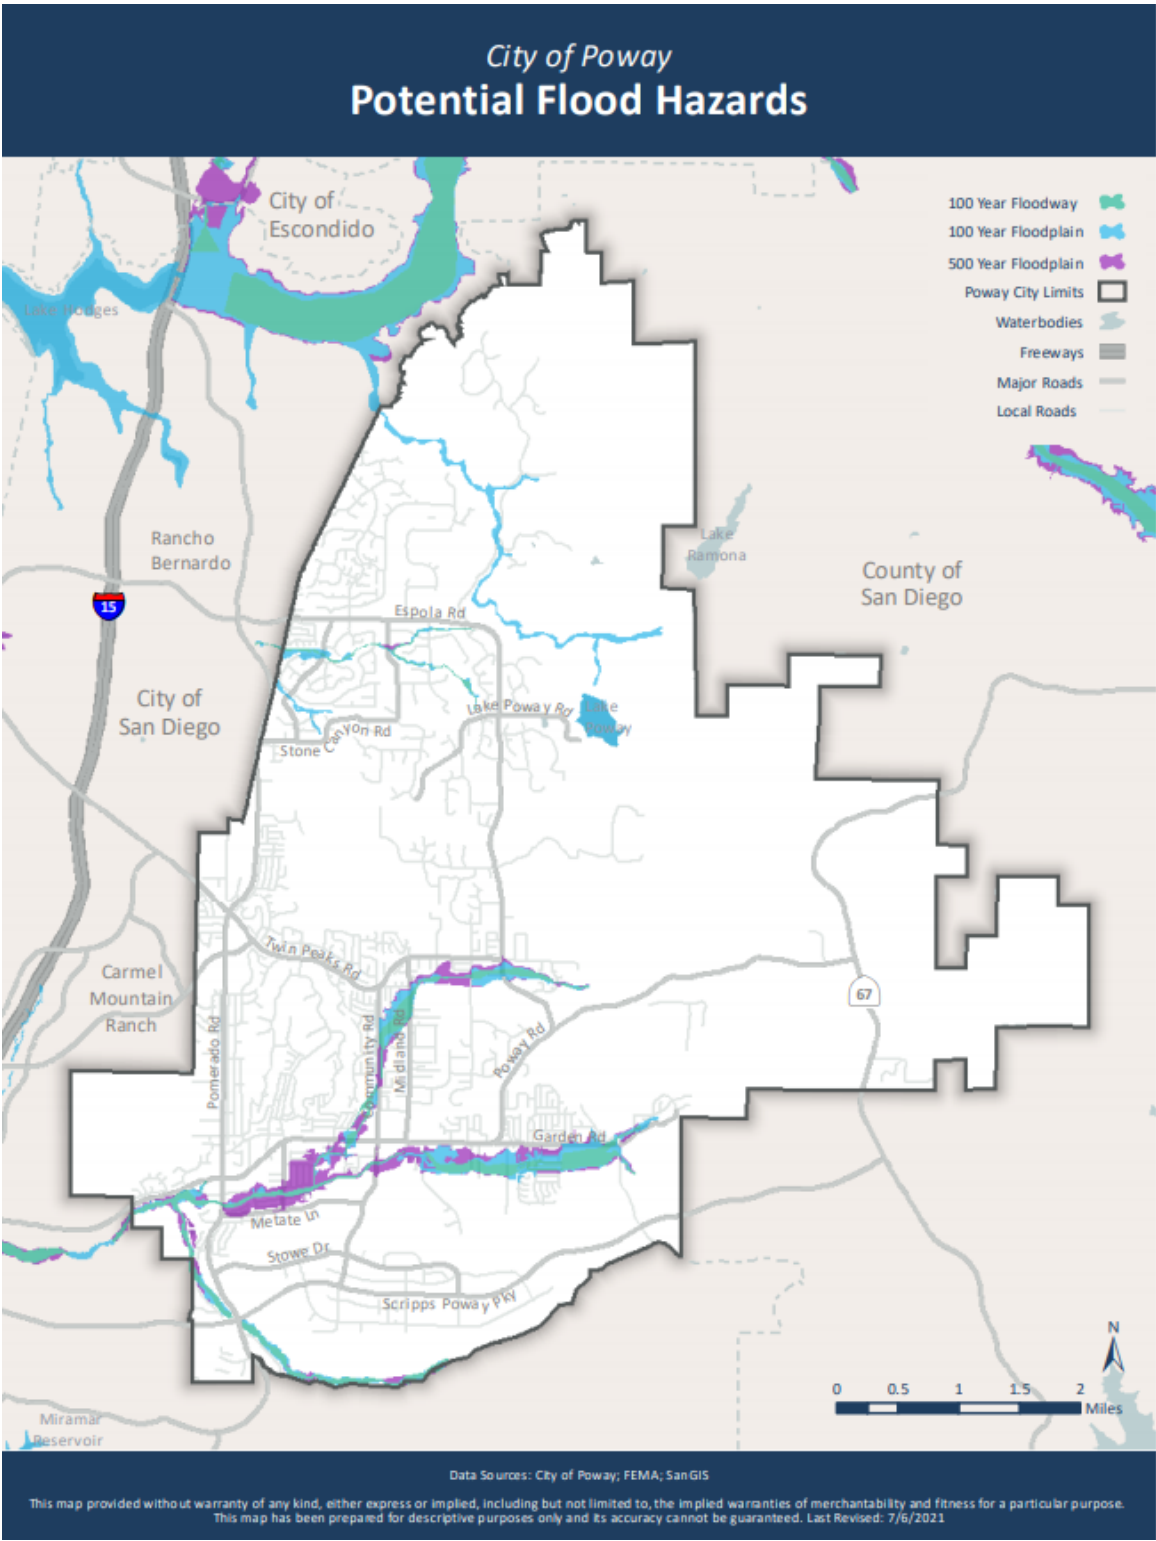 City of Poway
Potential Flood Hazards
City of
Escondido
100 Year Floodway
100 Year Floodplain
500 Year Floodplain
Poway City Limits
Waterbodies
Freeways
Major Roads
Local Roads
Lake Hodges
Rancho
Bernardo
Lake
Ramona
County of
San Diego
15
Espola Rd
City of
San Diego
Lake Poway Rd
Lake
Poway
Stone Canyon Rd
Twin Peaks Rd
Carmel
Mountain
Ranch
67
Pomerado Rd
Community Rd
Midland Rd
Poway Rd
Garden Rd
Metate Ln
Stowe Dr
Scripps Poway Pky
N
0 0.5 1 1.5 2
Miles
Miramar
Reservoir
Data Sources: City of Poway; FEMA; SanGIS
This map provided without warranty of any kind, either express or implied, including but not limited to, the implied warranties of merchantability and fitness for a particular purpose.
This map has been prepared for descriptive purposes only and its accuracy cannot be guaranteed. Last Revised: 7/6/2021